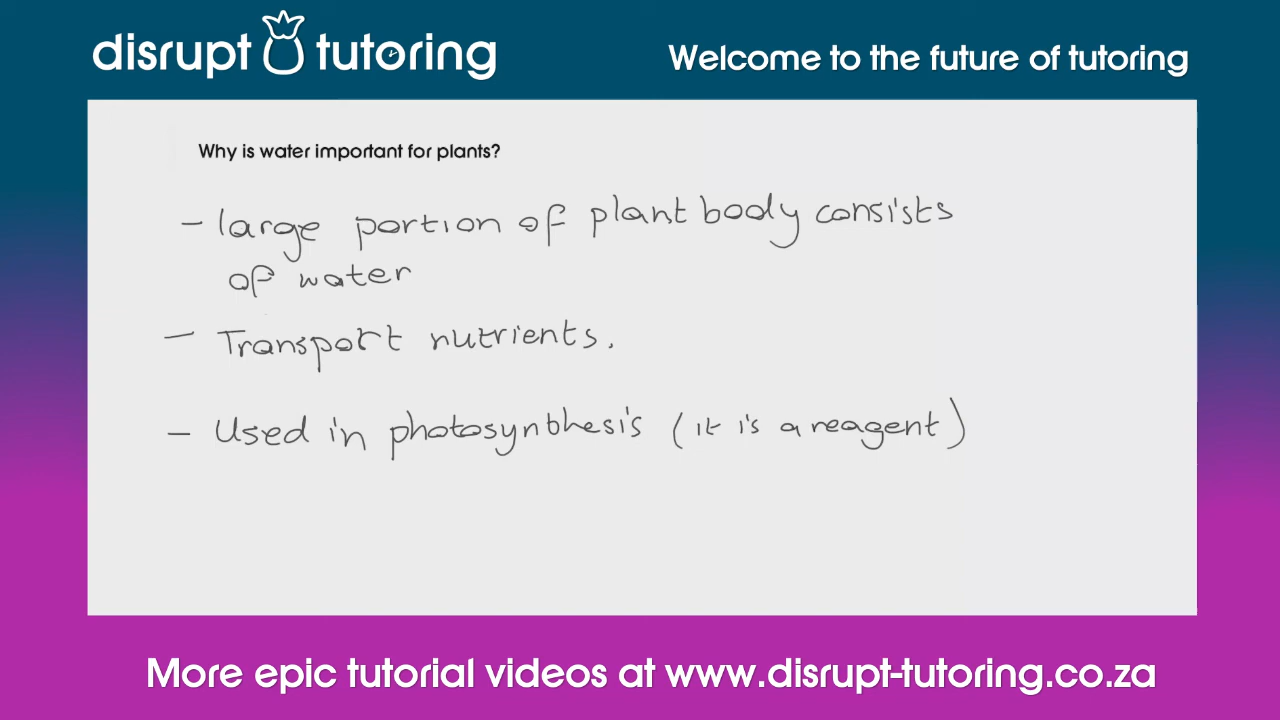 disrupt tutoring
Welcome to the future of tutoring
Why is water important for plants?
- large portion of plant body consists
of water
- Transport nutrients.
- Used in photosynthesis (it is a reagent)
More epic tutorial videos at www.disrupt-tutoring.co.za